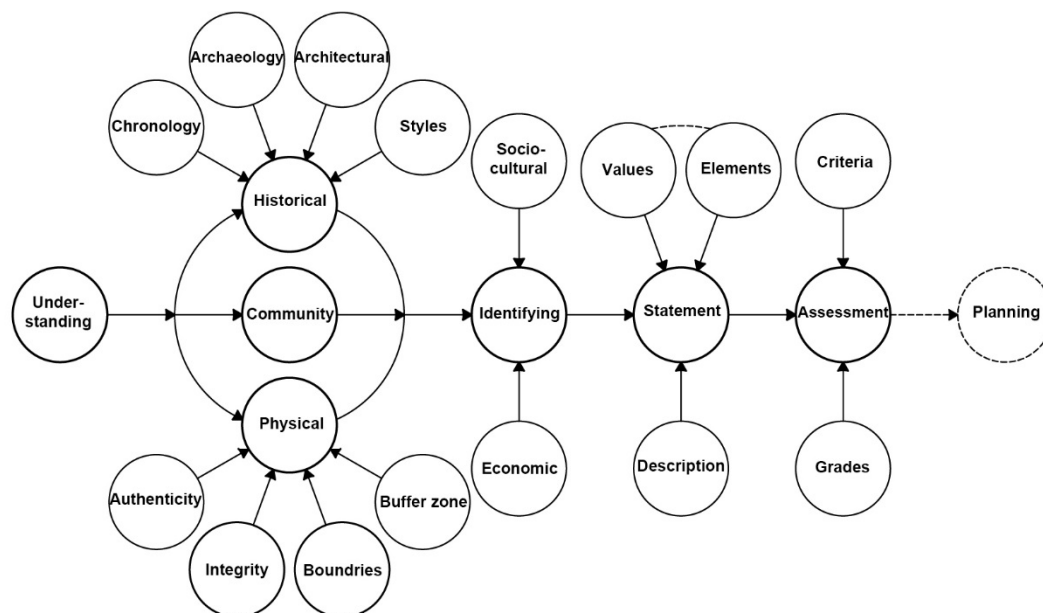 Archaeology
Architectural
Chronology
Styles
Historical
Socio-
cultural
Values
Elements
Criteria
Under-
standing
Community
Identifying
Statement
Assessment
Planning
Physical
Authenticity
Buffer zone
Economic
Description
Grades
Integrity
Boundries